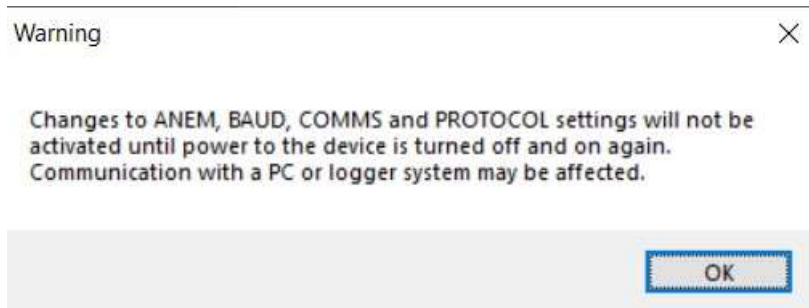 Warning
Changes to ANEM, BAUD, COMMS and PROTOCOL settings will not be
activated until power to the device is turned off and on again.
Communication with a PC or logger system may be affected.
OK